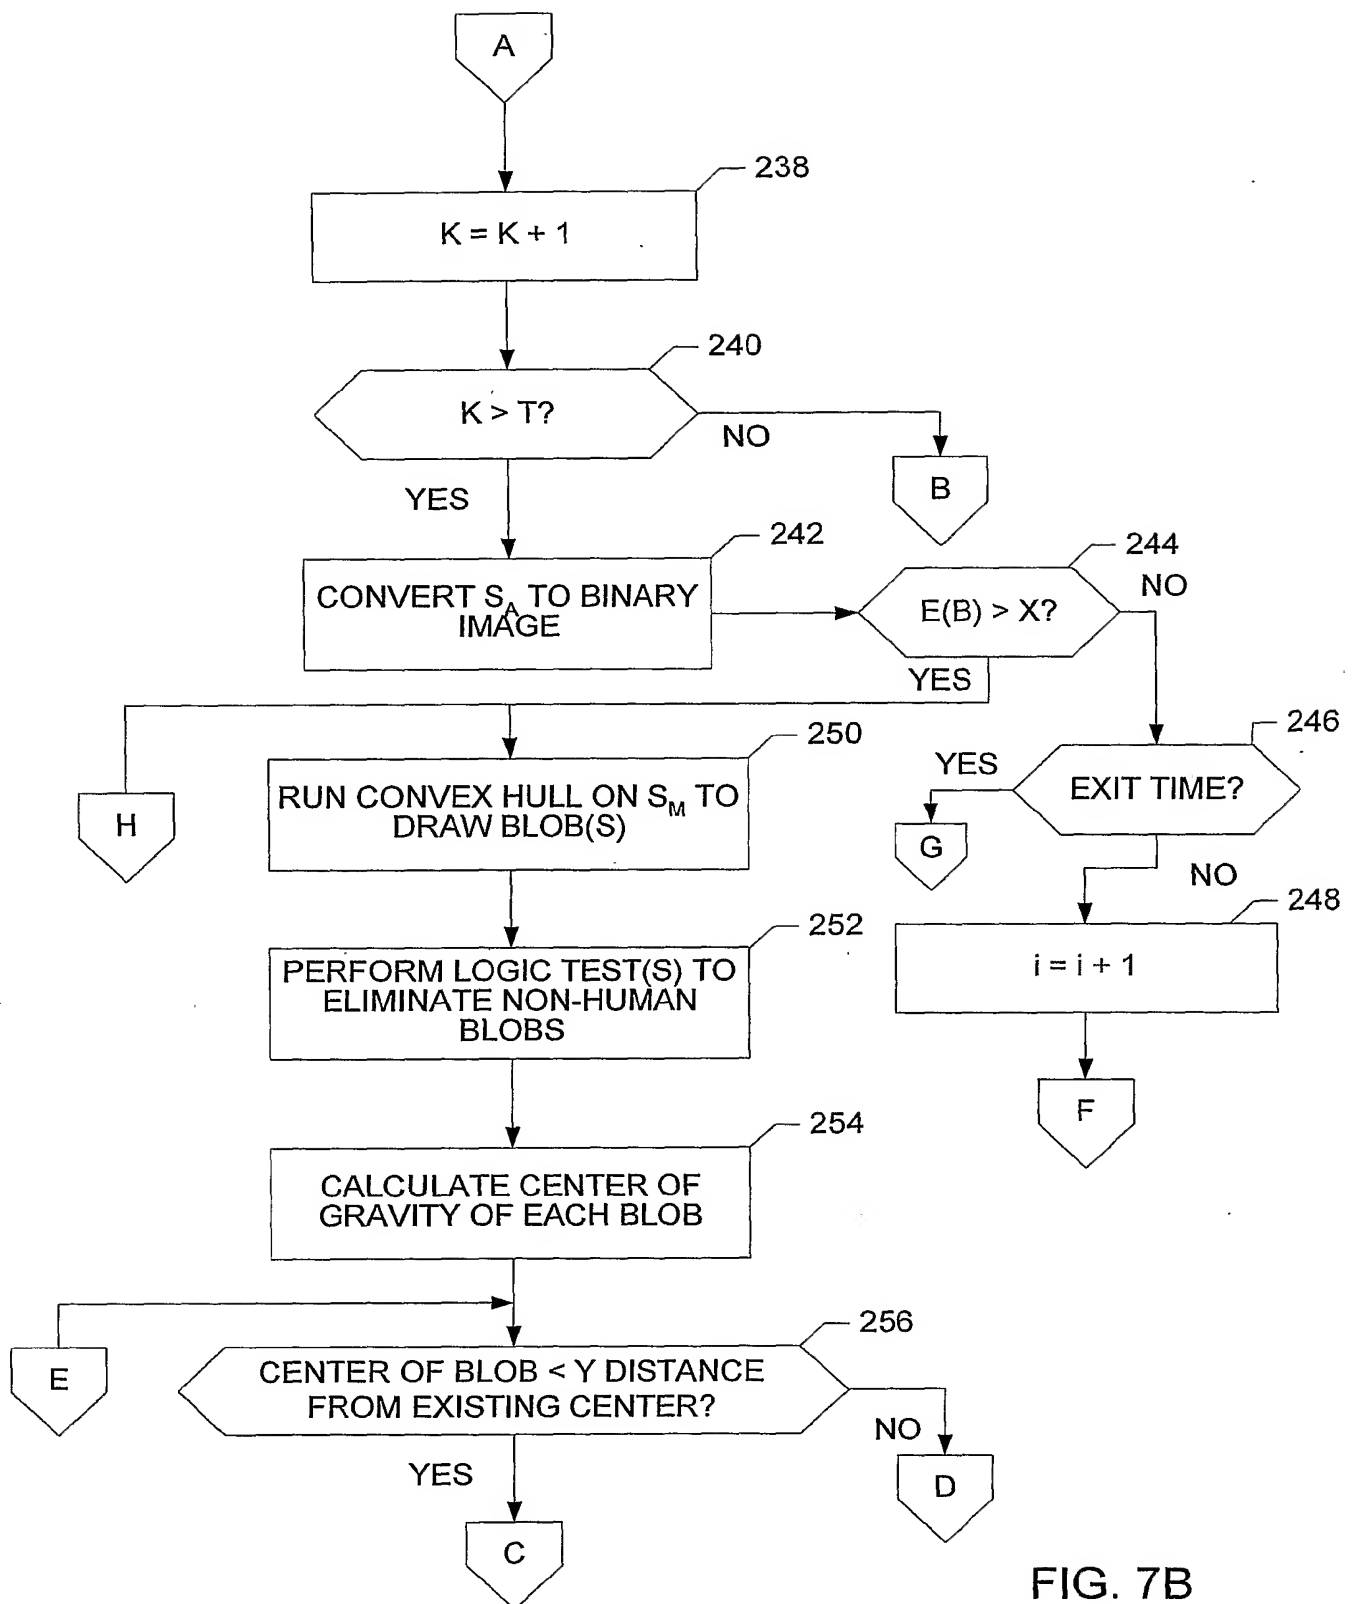 A
238
K = K + 1
240
K > T?
NO
B
YES
242
CONVERT S_A TO BINARY
IMAGE
244
E(B) > X?
NO
YES
246
EXIT TIME?
YES
G
NO
248
i = i + 1
F
H
250
RUN CONVEX HULL ON S_M TO
DRAW BLOB(S)
252
PERFORM LOGIC TEST(S) TO
ELIMINATE NON-HUMAN
BLOBS
254
CALCULATE CENTER OF
GRAVITY OF EACH BLOB
E
256
CENTER OF BLOB < Y DISTANCE
FROM EXISTING CENTER?
NO
D
YES
C
FIG. 7B